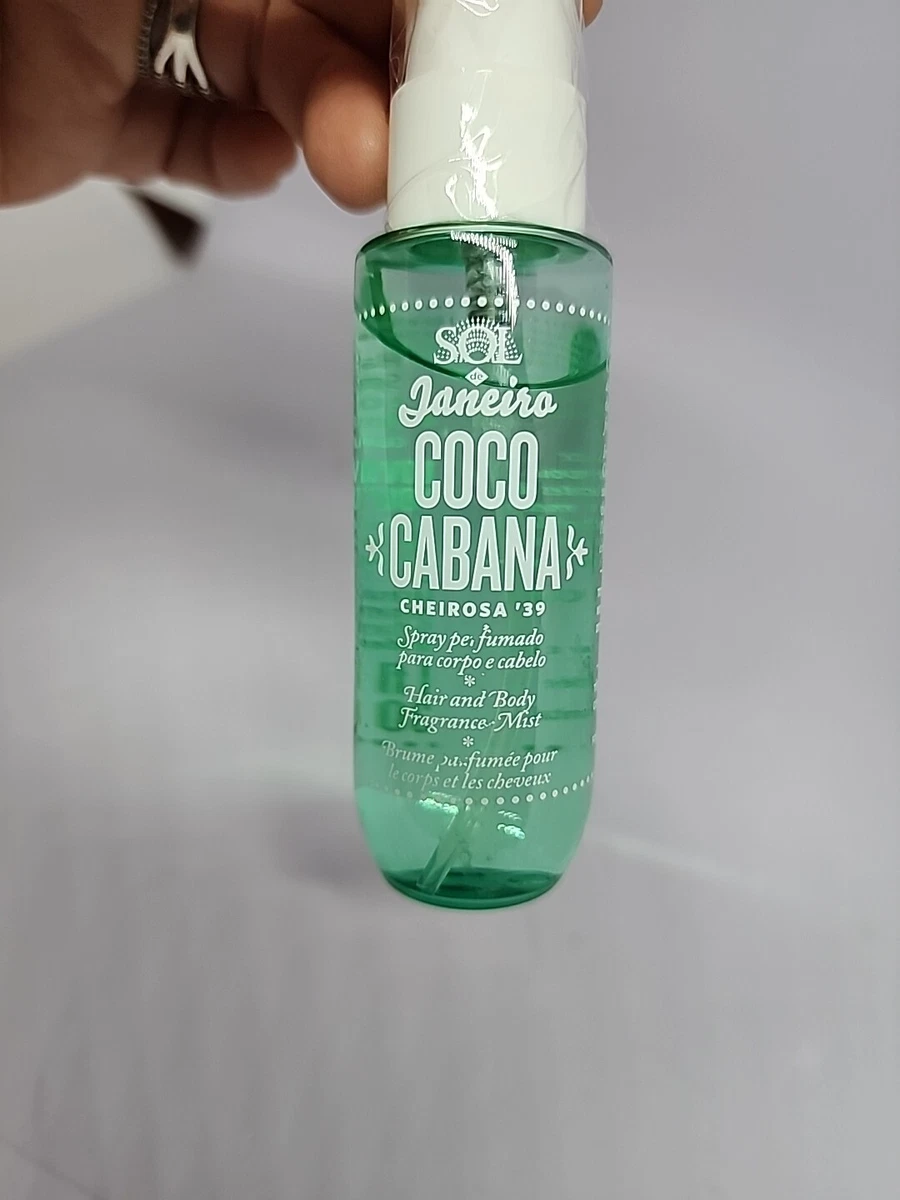 SOL
de
Janeiro
COCO
CABANA
CHEIROSA '39
Spray perfumado
para corpo e cabelo
*
Hair and Body
Fragrance Mist
*
Brume parfumée pour
le corps et les cheveux